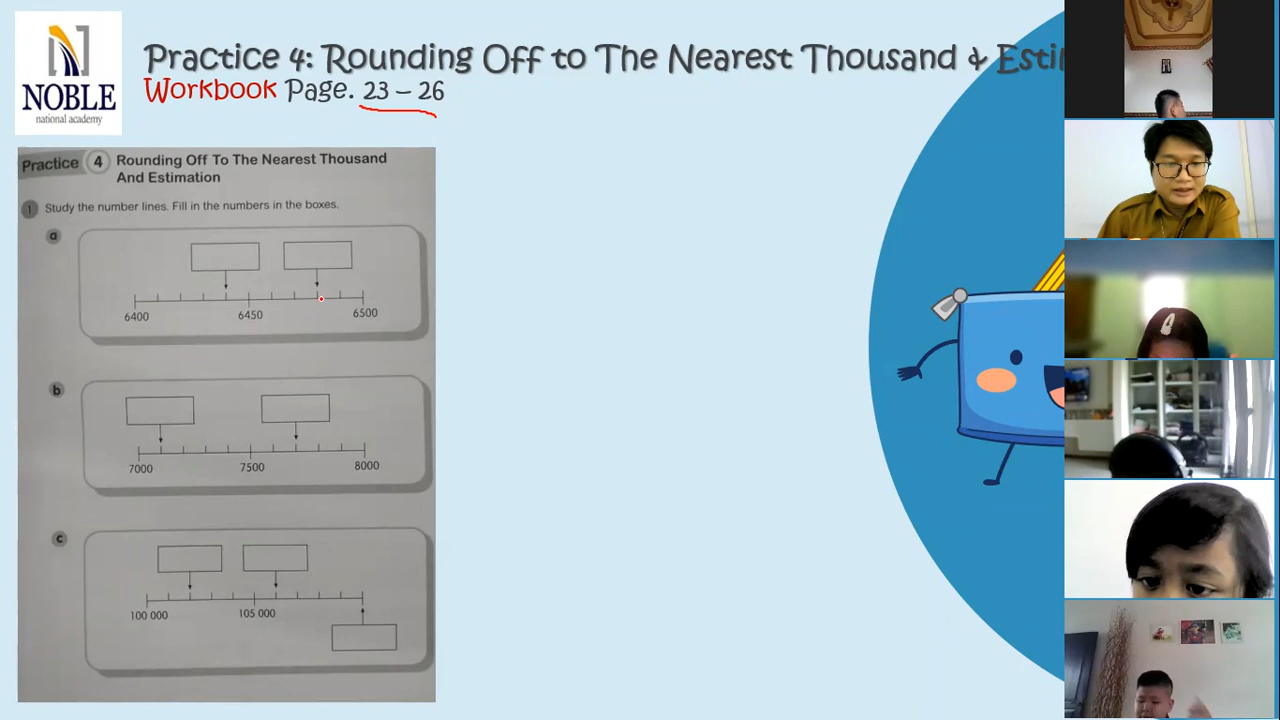 NOBLE
national academy
Practice 4: Rounding Off to The Nearest Thousand &
Workbook Page. 23 – 26
Practice 4 Rounding Off To The Nearest Thousand
And Estimation
1 Study the number lines. Fill in the numbers in the boxes.
a
6400 6450 6500
b
7000 7500 8000
c
100 000 105 000